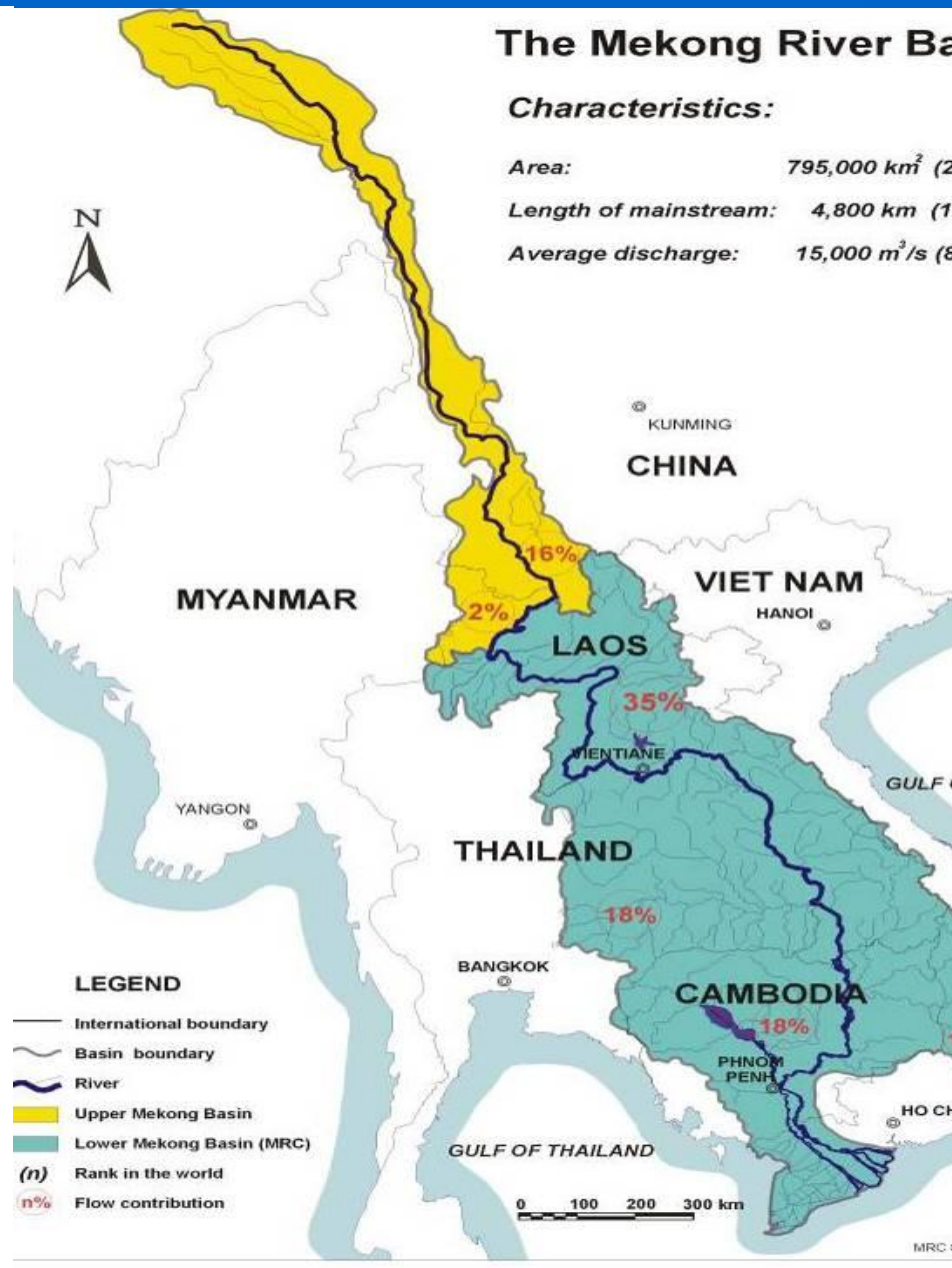 The Mekong River Ba
Characteristics:
Area: 795,000 km² (2
Length of mainstream: 4,800 km (1
Average discharge: 15,000 m³/s (8
N
KUNMING
CHINA
16%
VIET NAM
MYANMAR
HANOI
2%
LAOS
35%
VIENTIANE
GULF
YANGON
THAILAND
18%
BANGKOK
CAMBODIA
18%
PHNOM
PENH
HO CH
GULF OF THAILAND
LEGEND
International boundary
Basin boundary
River
Upper Mekong Basin
Lower Mekong Basin (MRC)
(n) Rank in the world
n% Flow contribution
0 100 200 300 km
MRC